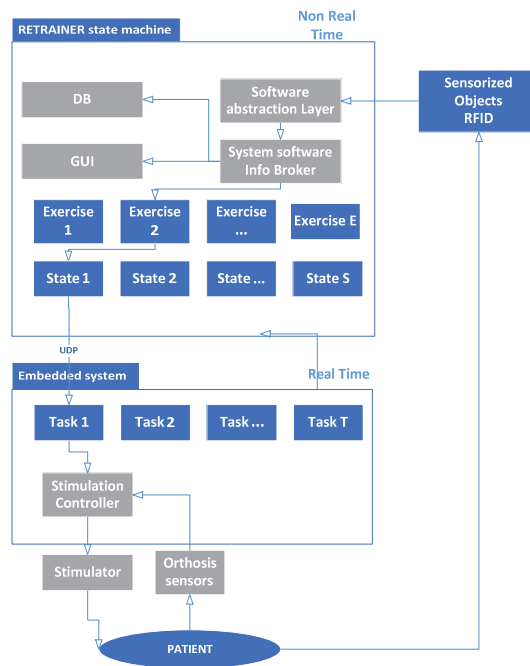 RETRAINER state machine
Non Real
Time
Sensorized
Objects
RFID
DB
Software
abstraction Layer
GUI
System software
Info Broker
Exercise
1
Exercise
2
Exercise
...
Exercise E
State 1
State 2
State ...
State S
UDP
Embedded system
Real Time
Task 1
Task 2
Task ...
Task T
Stimulation
Controller
Stimulator
Orthosis
sensors
PATIENT